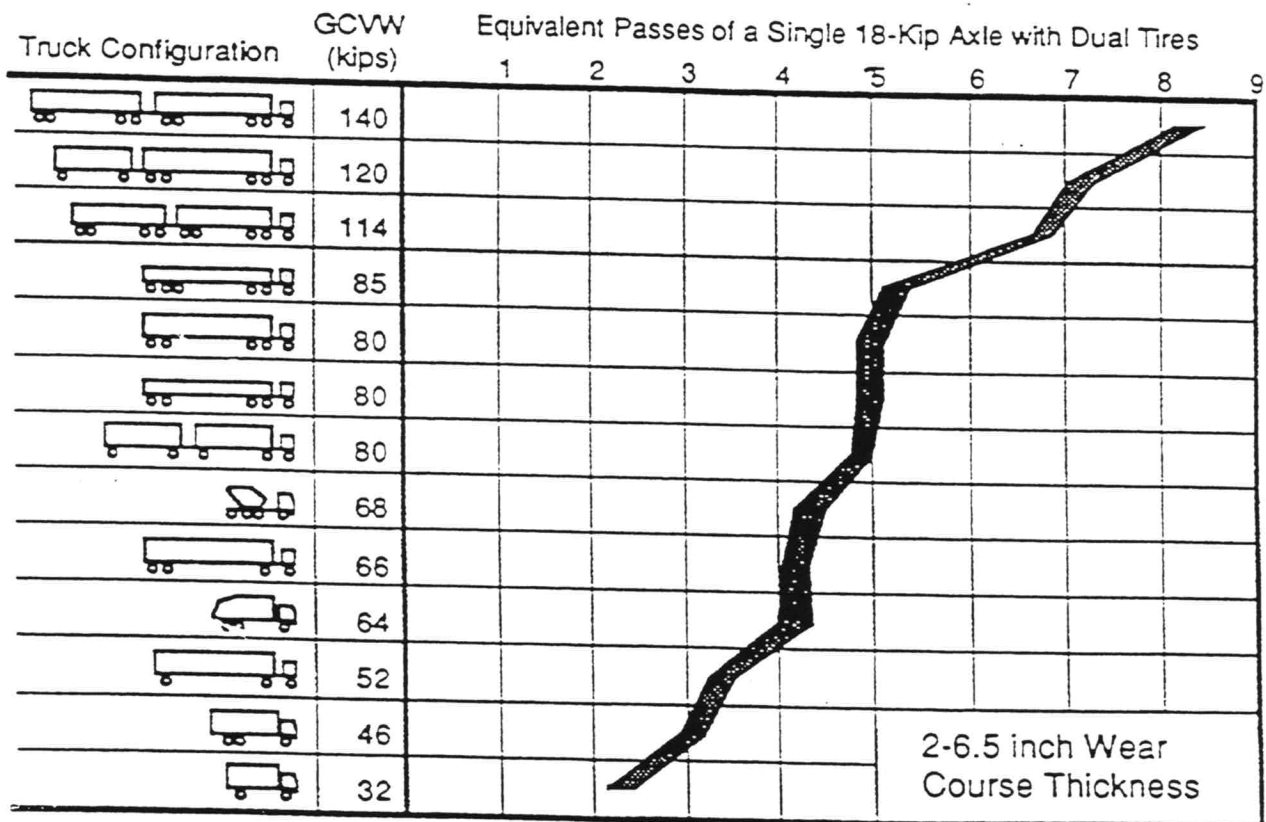 GCVW Equivalent Passes of a Single 18-Kip Axle with Dual Tires
Truck Configuration (kips)
1 2 3 4 5 6 7 8 9
140
120
114
85
80
80
80
68
66
64
52
46
32
2-6.5 inch Wear
Course Thickness